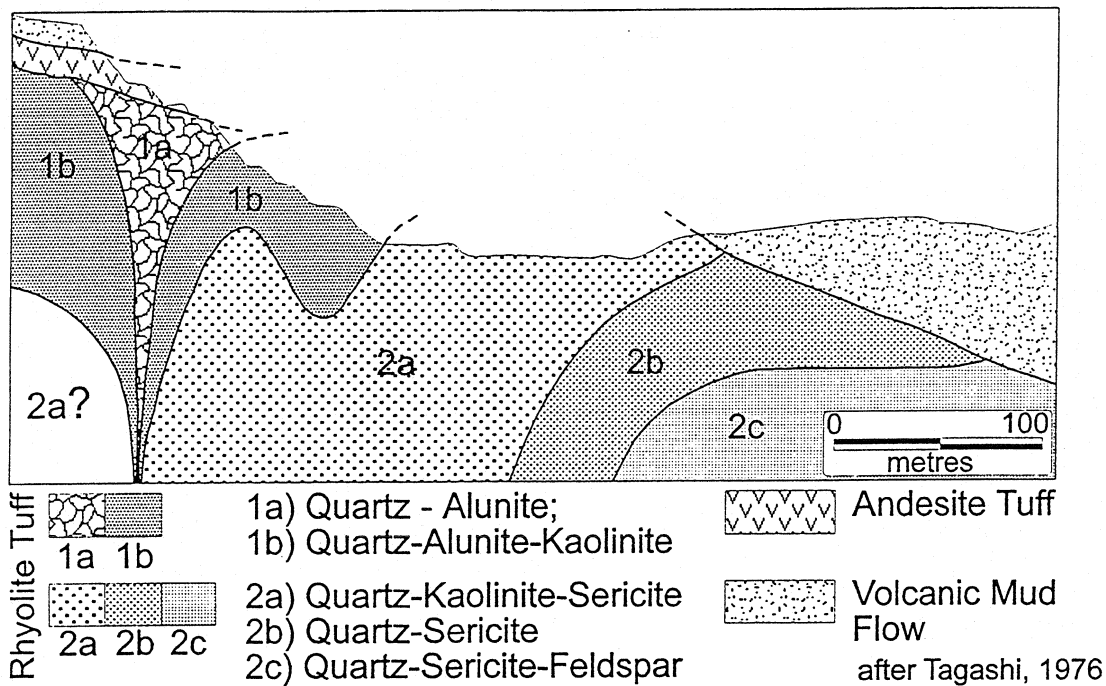 1b
1a
1b
2a?
2a
2b
2c
0 100
metres
Rhyolite Tuff
1a 1b
2a 2b 2c
1a) Quartz - Alunite;
1b) Quartz-Alunite-Kaolinite
2a) Quartz-Kaolinite-Sericite
2b) Quartz-Sericite
2c) Quartz-Sericite-Feldspar
Andesite Tuff
Volcanic Mud
Flow
after Tagashi, 1976